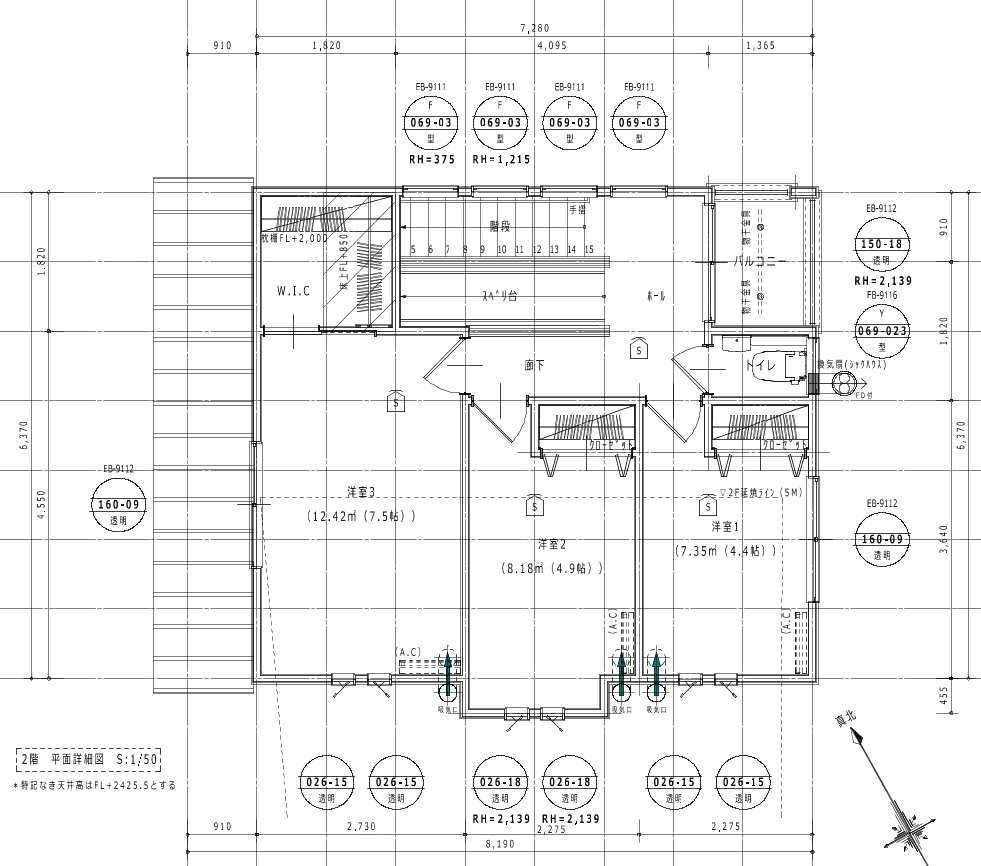 7,280
910 1,820 4,095 1,365
EB-9111 EB-9111 EB-9111 EB-9111
F F F F
069-03 069-03 069-03 069-03
型 型 型 型
RH=375 RH=1,215
手摺
階段
5 6 7 8 9 10 11 12 13 14 15
枕棚FL+2,000
床上FL+850
W.I.C
スベリ台
ホール
物干金具
物干金具
バルコニー
EB-9112
150-18
透明
RH=2,139
FB-9116
Y
069-023
型
換気扇(シックハウス)
FD付
トイレ
廊下
S
S
クローゼット
クローゼット
S
S
▽2F延焼ライン(5M)
洋室3
(12.42㎡(7.5帖))
洋室2
(8.18㎡(4.9帖))
洋室1
(7.35㎡(4.4帖))
EB-9112
160-09
透明
EB-9112
160-09
透明
1,820
4,550
6,370
910
1,820
3,640
6,370
455
(A.C)
(A.C)
(A.C)
吸気口 吸気口 吸気口
真北
2階 平面詳細図 S:1/50
*特記なき天井高はFL+2425.5とする
026-15 026-15 026-18 026-18 026-15 026-15
透明 透明 透明 透明 透明 透明
RH=2,139 RH=2,139
910 2,730 2,275 2,275
8,190